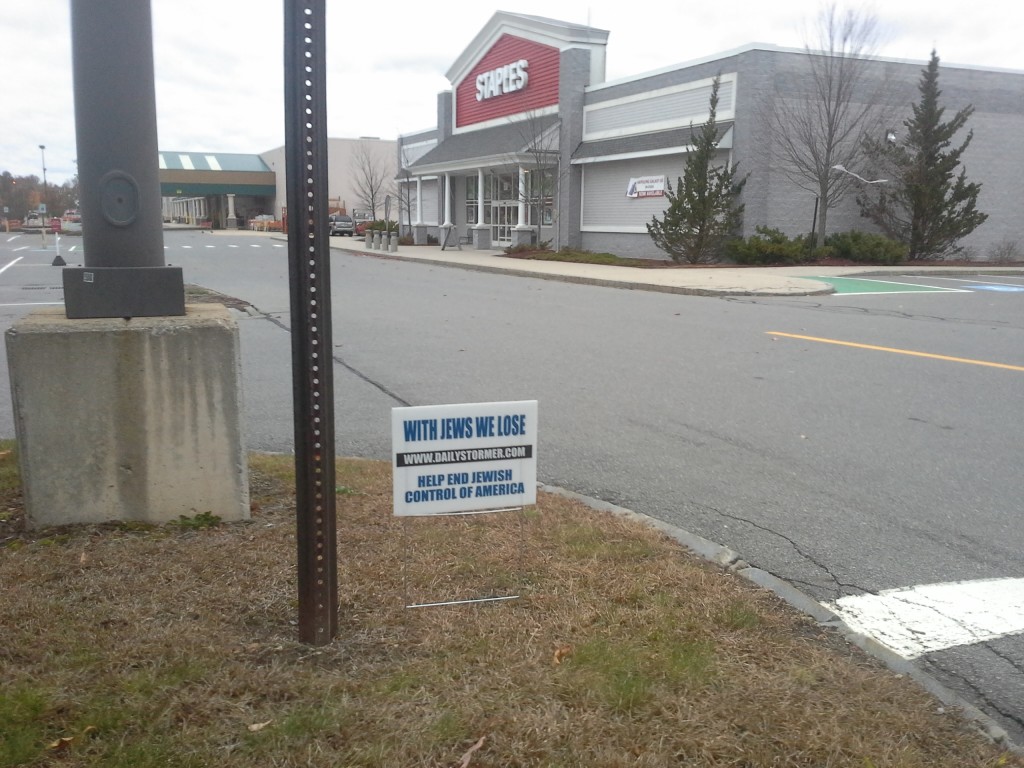 STAPLES
WITH JEWS WE LOSE
WWW.DAILYSTORMER.COM
HELP END JEWISH
CONTROL OF AMERICA